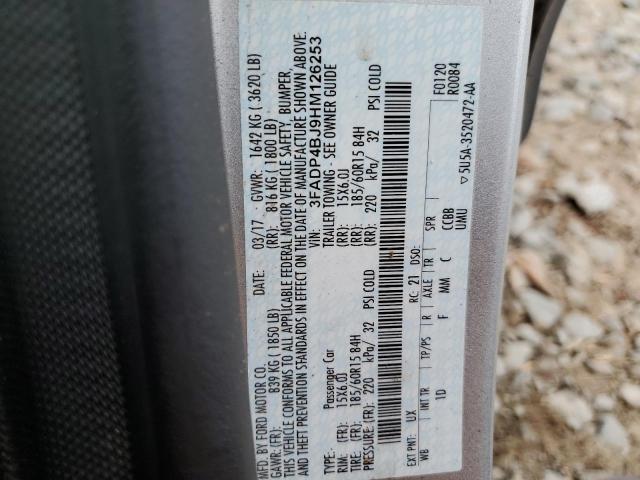 MFD. BY FORD MOTOR CO.
03/17 GVWR: 1642 KG ( 3620 LB)
GAWR: (FR): 839 KG ( 1850 LB) (RR): 816 KG ( 1800 LB)
THIS VEHICLE CONFORMS TO ALL APPLICABLE FEDERAL MOTOR VEHICLE SAFETY, BUMPER,
AND THEFT PREVENTION STANDARDS IN EFFECT ON THE DATE OF MANUFACTURE SHOWN ABOVE.
VIN: 3FADP4BJ9HM126253
TYPE: Passenger Car TRAILER TOWING - SEE OWNER GUIDE
RIM: (FR): 15X6.0J (RR): 15X6.0J
TIRE: (FR): 185/60R15 84H (RR): 185/60R15 84H
PRESSURE: (FR): 220 kPa/ 32 PSI COLD (RR): 220 kPa/ 32 PSI COLD
F0120
R0084
EXT PNT: UX RC: 21 DSO:
WB INT TR TP/PS R AXLE TR SPR
1D F MM C CCBB
UMU
▽5U5A-3520472-AA